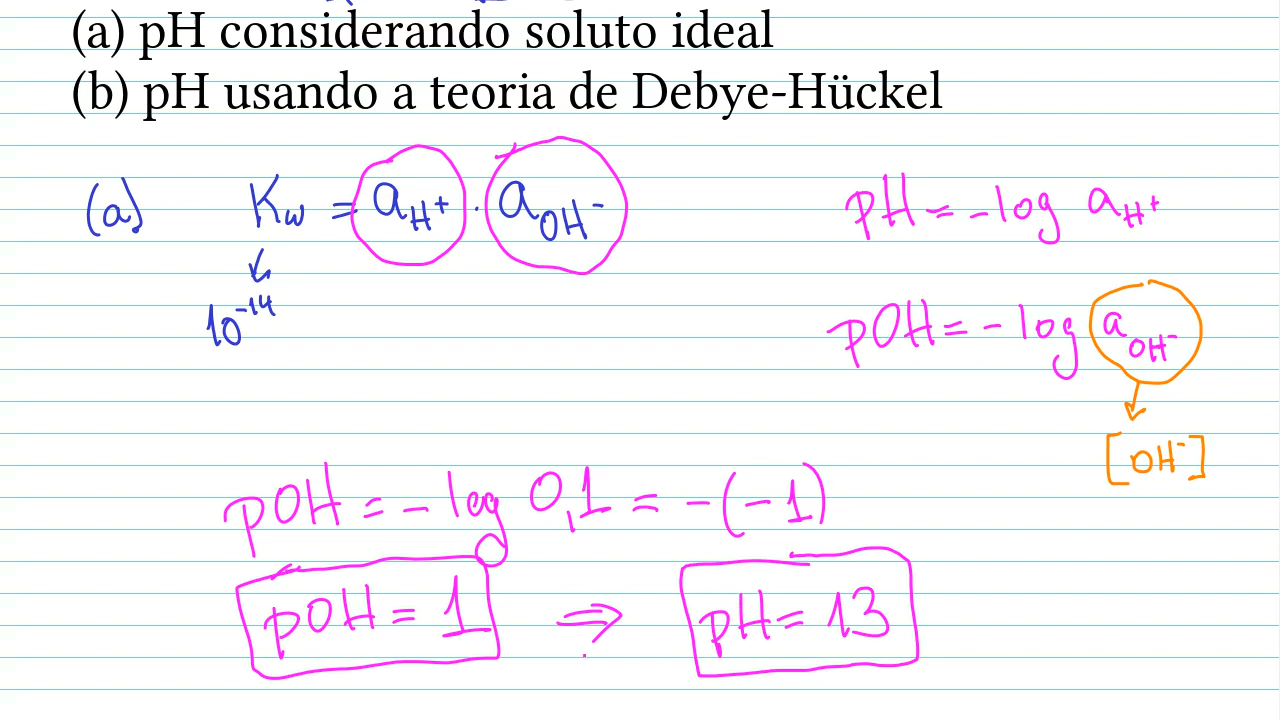 (a) pH considerando soluto ideal
(b) pH usando a teoria de Debye-Hückel
(a) Kw = aH⁺ · aOH⁻
10⁻¹⁴
pH = -log aH⁺
pOH = -log aOH⁻
[OH⁻]
pOH = -log 0,1 = -(-1)
pOH = 1 ⇒ pH = 13